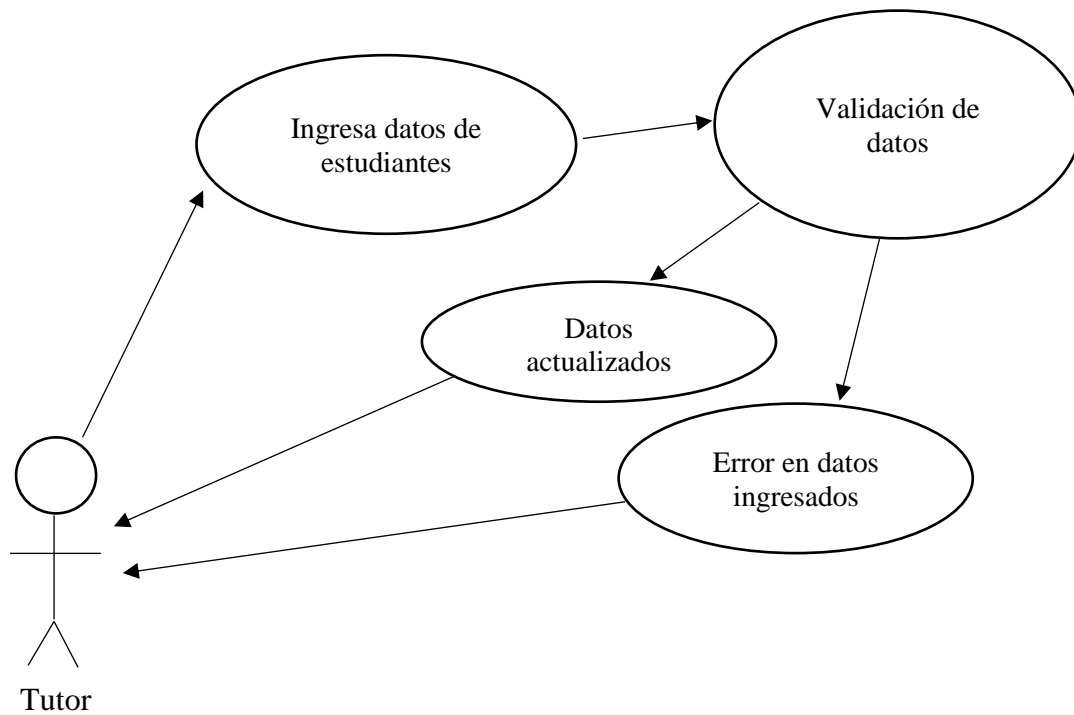 Ingresa datos de
estudiantes
Validación de
datos
Datos
actualizados
Error en datos
ingresados
Tutor